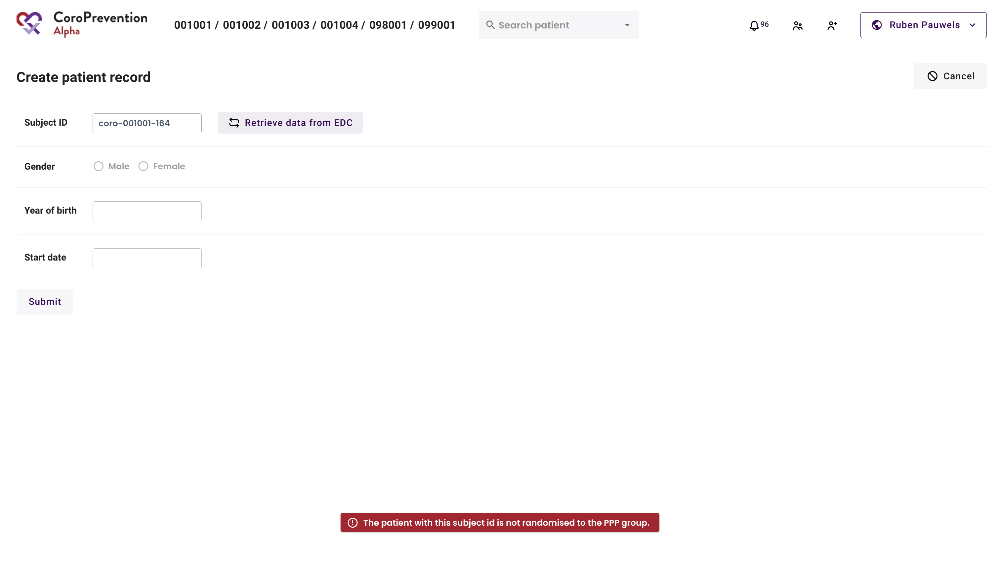 CoroPrevention
Alpha
001001 / 001002 / 001003 / 001004 / 098001 / 099001
Search patient
96
Ruben Pauwels
Create patient record
Cancel
Subject ID
coro-001001-164
Retrieve data from EDC
Gender
Male
Female
Year of birth
Start date
Submit
The patient with this subject id is not randomised to the PPP group.